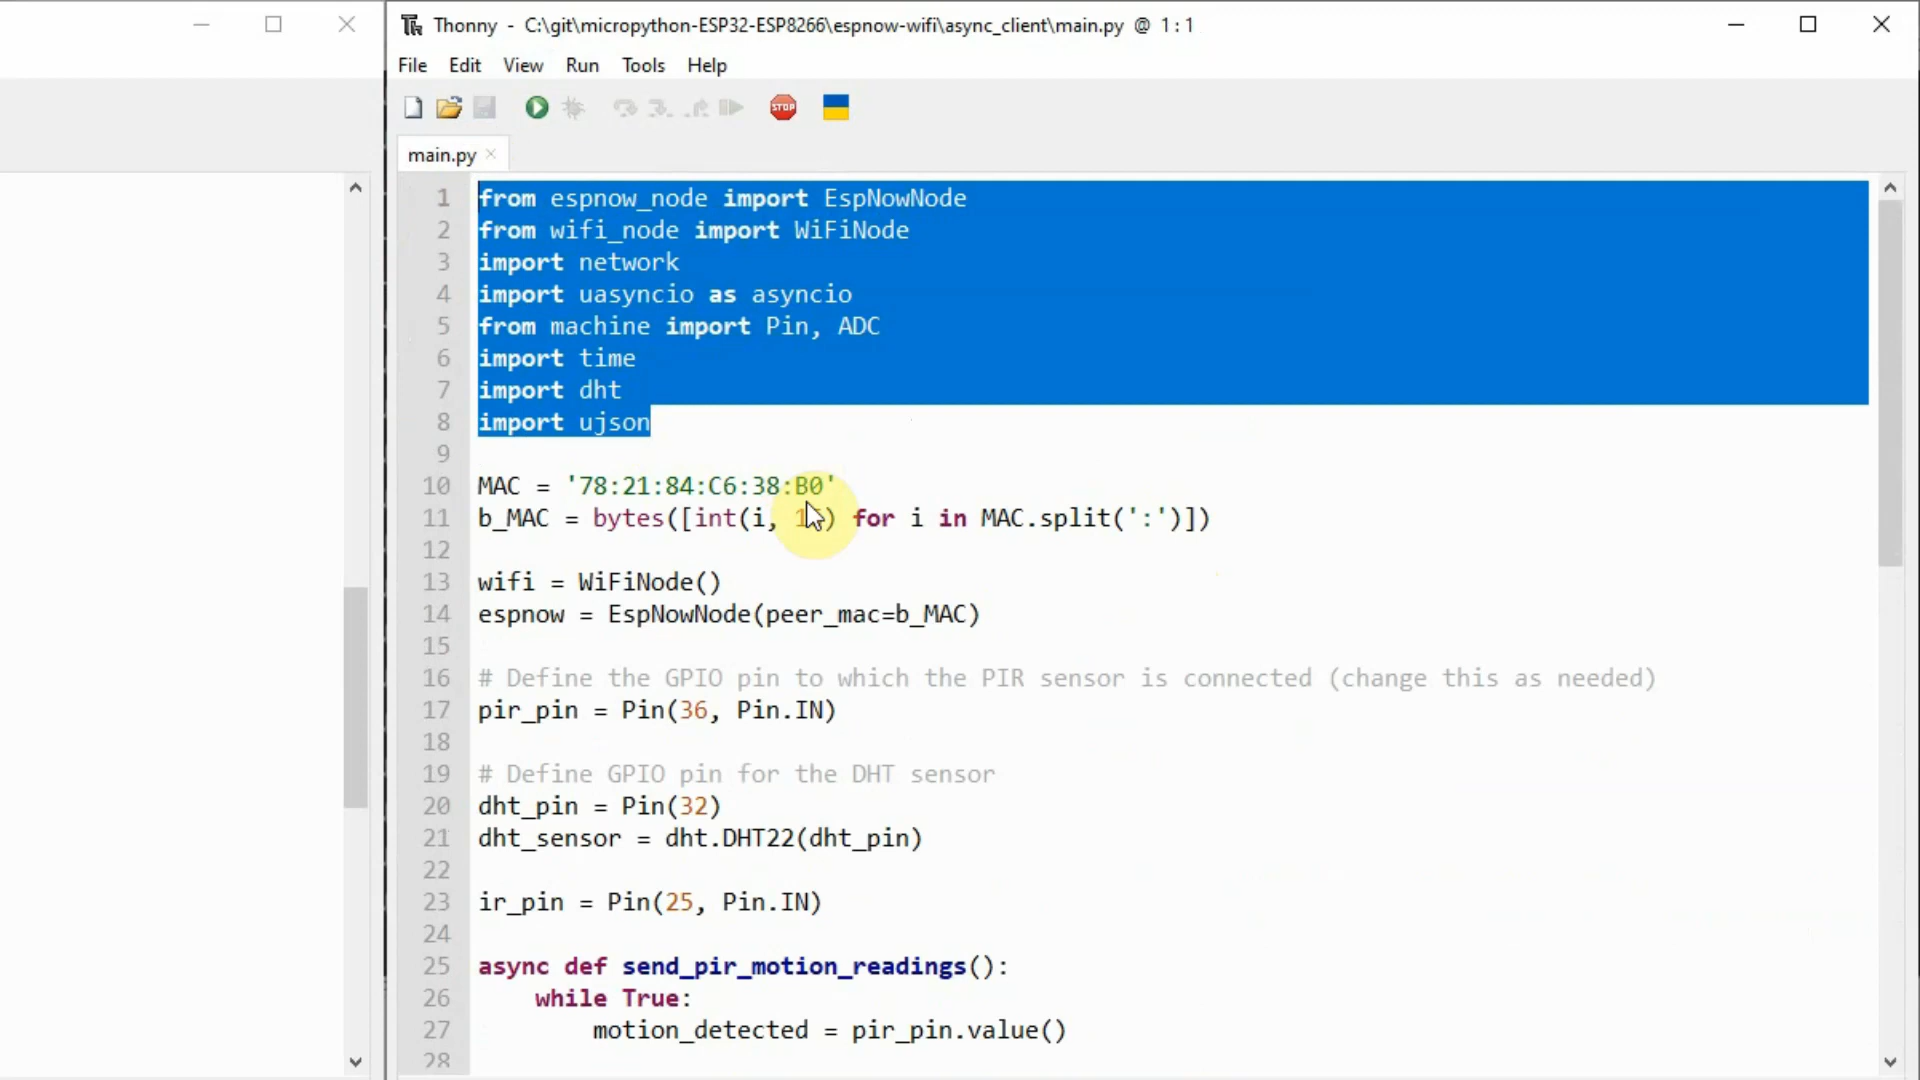 Thonny - C:\git\micropython-ESP32-ESP8266\espnow-wifi\async_client\main.py @ 1:1
File Edit View Run Tools Help
STOP
main.py
1 from espnow_node import EspNowNode
2 from wifi_node import WiFiNode
3 import network
4 import uasyncio as asyncio
5 from machine import Pin, ADC
6 import time
7 import dht
8 import ujson
9
10 MAC = '78:21:84:C6:38:B0'
11 b_MAC = bytes([int(i, 16) for i in MAC.split(':')])
12
13 wifi = WiFiNode()
14 espnow = EspNowNode(peer_mac=b_MAC)
15
16 # Define the GPIO pin to which the PIR sensor is connected (change this as needed)
17 pir_pin = Pin(36, Pin.IN)
18
19 # Define GPIO pin for the DHT sensor
20 dht_pin = Pin(32)
21 dht_sensor = dht.DHT22(dht_pin)
22
23 ir_pin = Pin(25, Pin.IN)
24
25 async def send_pir_motion_readings():
26 while True:
27 motion_detected = pir_pin.value()
28